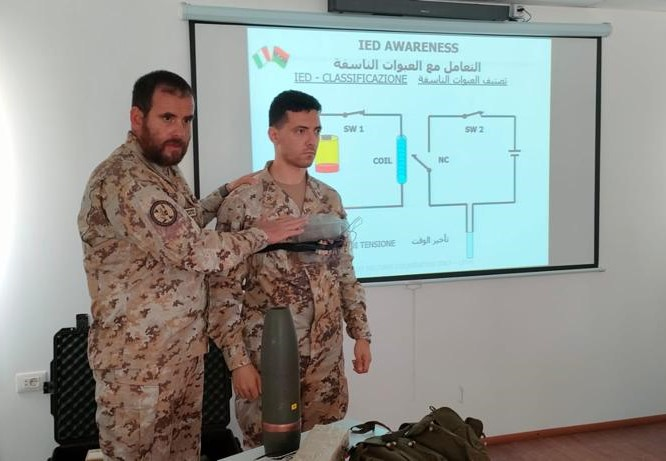 IED AWARENESS
التعامل مع العبوات الناسفة
IED - CLASSIFICAZIONE تصنيف العبوات الناسفة
SW 1
SW 2
COIL
NC
DI TENSIONE
تأخير الوقت